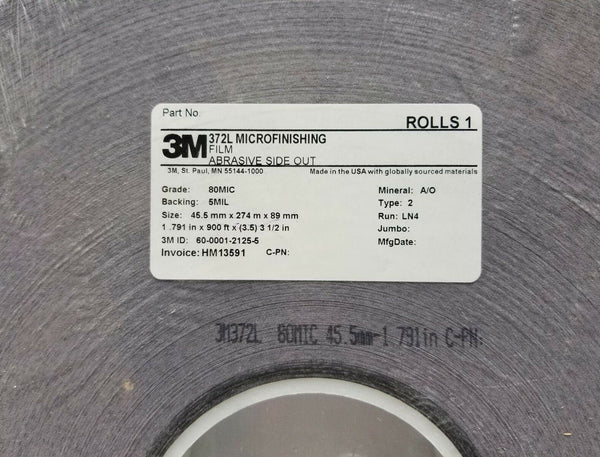 Part No.
ROLLS 1
3M 372L MICROFINISHING
FILM
ABRASIVE SIDE OUT
3M, St. Paul, MN 55144-1000 Made in the USA with globally sourced materials
Grade: 80MIC Mineral: A/O
Backing: 5MIL Type: 2
Size: 45.5 mm x 274 m x 89 mm Run: LN4
1 .791 in x 900 ft x (3.5) 3 1/2 in Jumbo:
3M ID: 60-0001-2125-5 MfgDate:
Invoice: HM13591 C-PN:
3M372L 80MIC 45.5mm-1 791in C-PN: